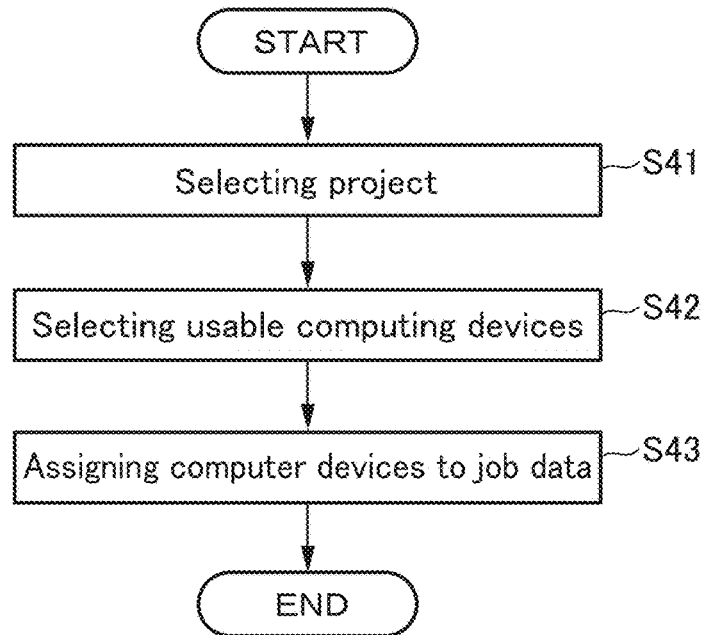 START
Selecting project
S41
Selecting usable computing devices
S42
Assigning computer devices to job data
S43
END